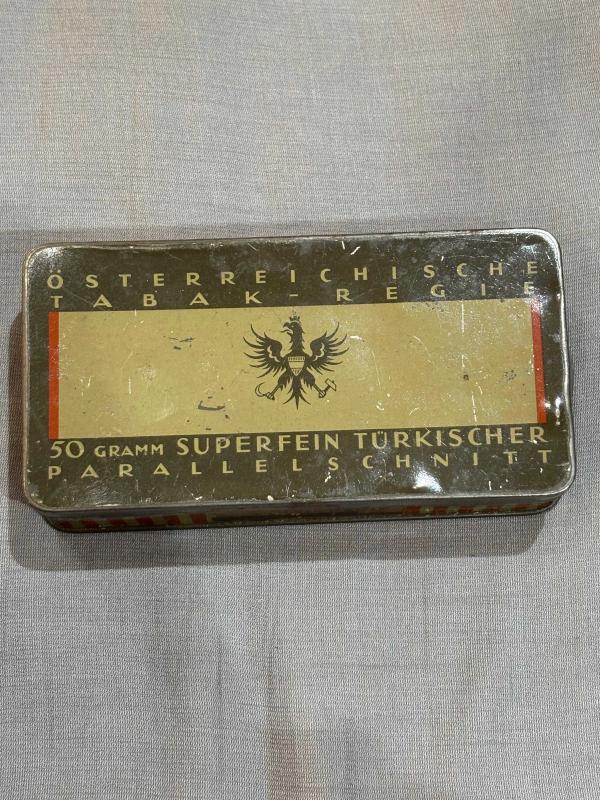 ÖSTERREICHISCHE
TABAK-REGIE
50 GRAMM SUPERFEIN TÜRKISCHER
PARALLELSCHNITT